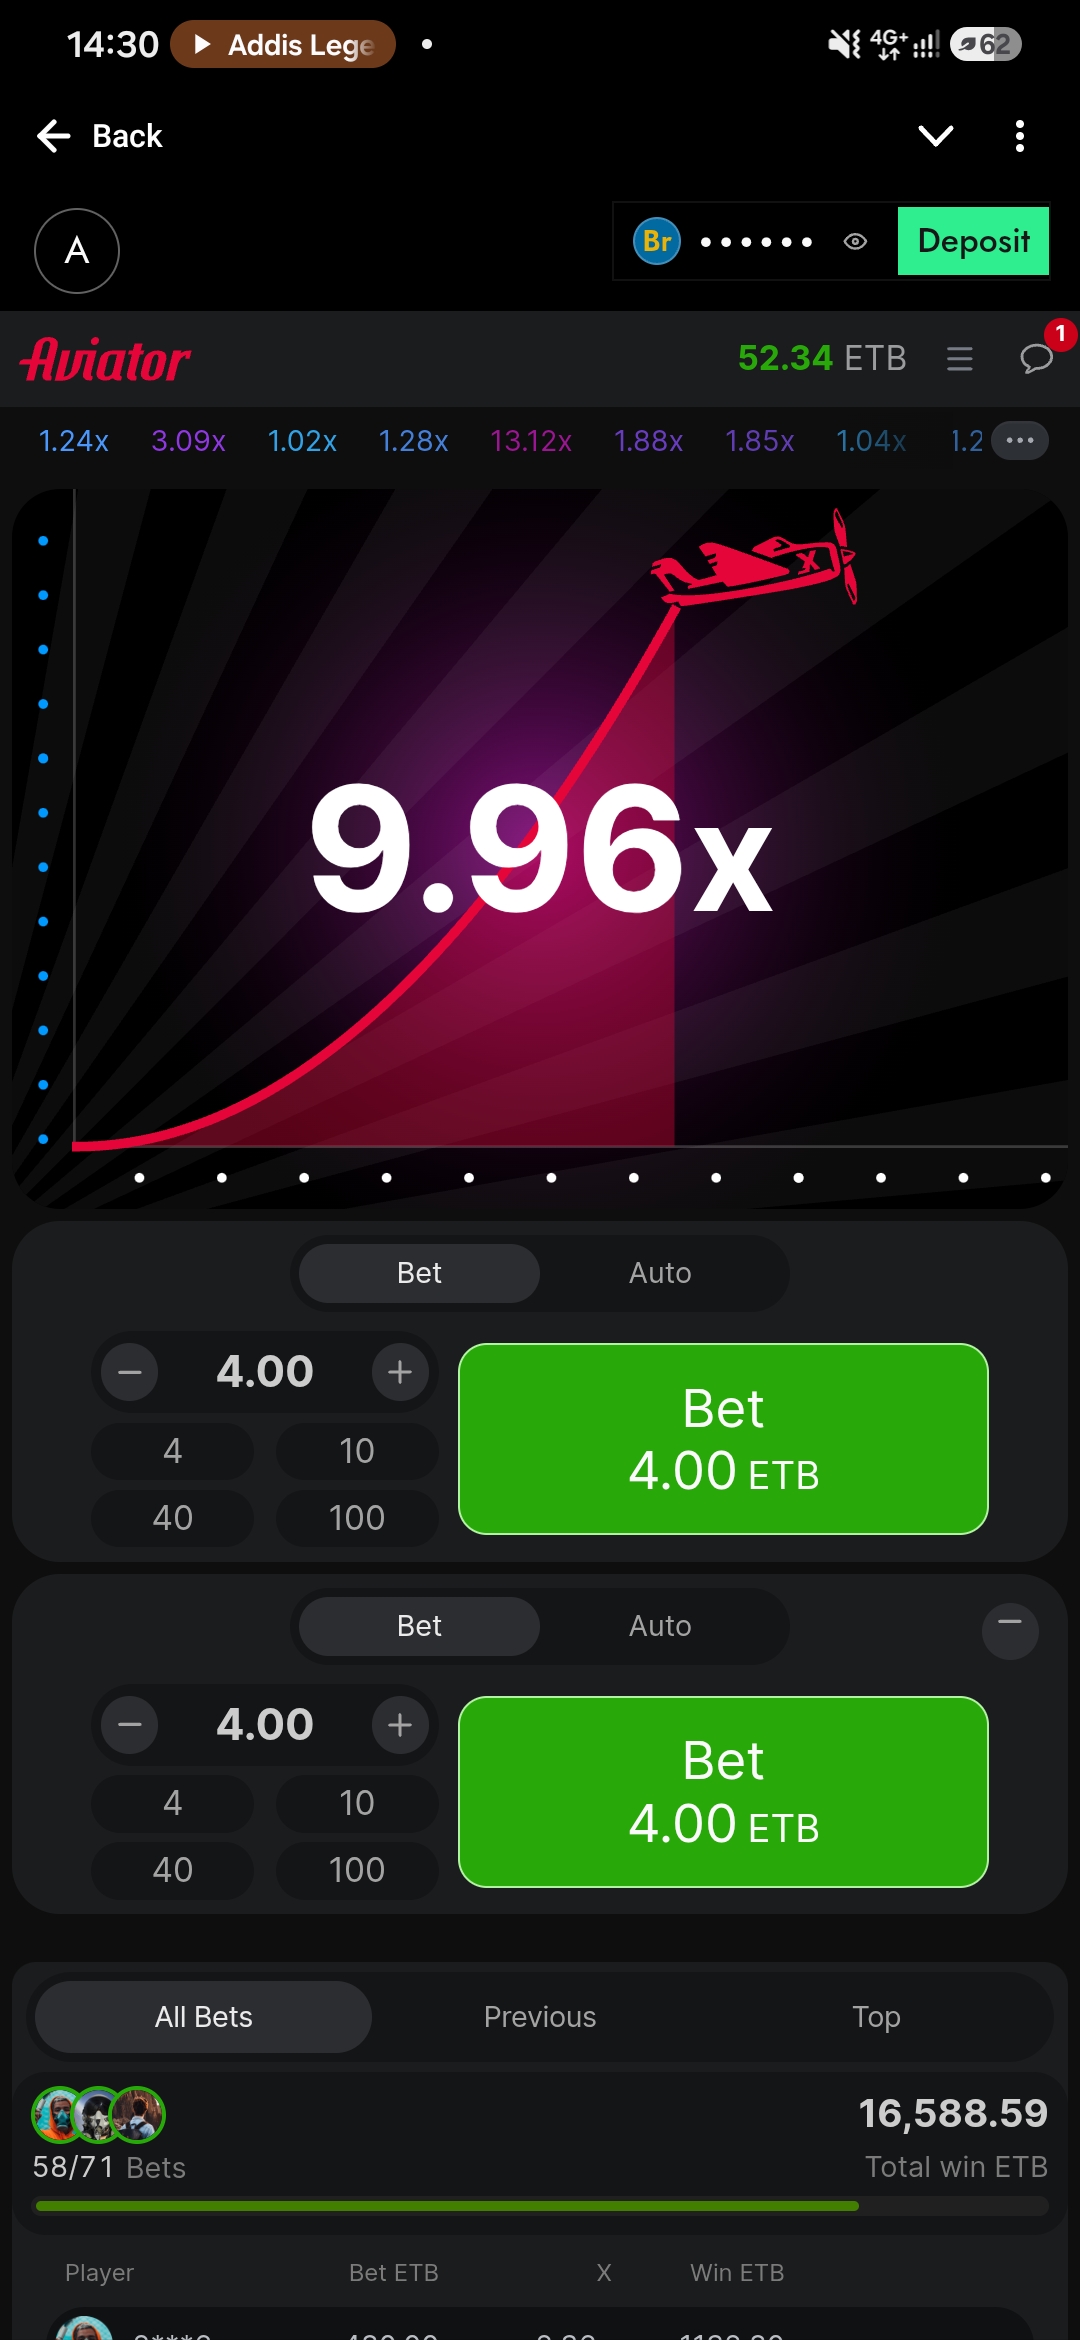 14:30 Addis Lege 4G+ 62
Back
A Br •••••• Deposit
Aviator 52.34 ETB 1
1.24x 3.09x 1.02x 1.28x 13.12x 1.88x 1.85x 1.04x 1.2
9.96x
Bet Auto
4.00
4 10
40 100
Bet
4.00 ETB
Bet Auto
4.00
4 10
40 100
Bet
4.00 ETB
All Bets Previous Top
16,588.59
58/71 Bets Total win ETB
Player Bet ETB X Win ETB